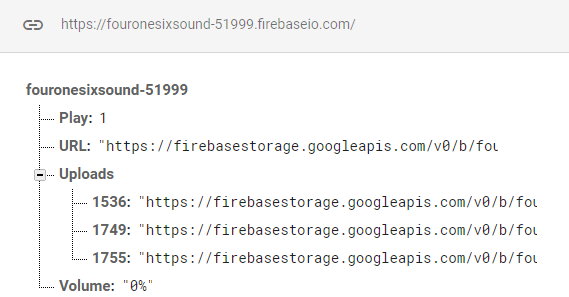 https://fouronesixsound-51999.firebaseio.com/
fouronesixsound-51999
Play: 1
URL: "https://firebasestorage.googleapis.com/v0/b/fou
Uploads
1536: "https://firebasestorage.googleapis.com/v0/b/fou
1749: "https://firebasestorage.googleapis.com/v0/b/fou
1755: "https://firebasestorage.googleapis.com/v0/b/fou
Volume: "0%"